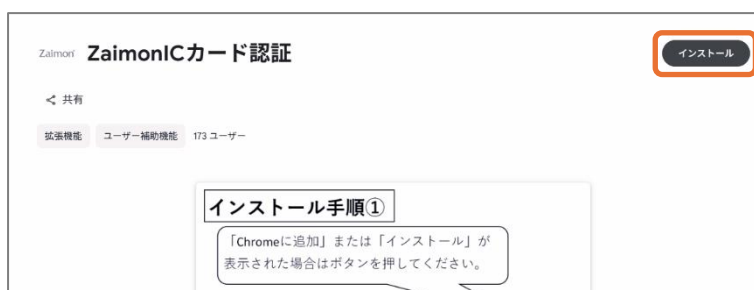 Zaimon ZaimonICカード認証
インストール
共有
拡張機能 ユーザー補助機能 173 ユーザー
インストール手順①
「Chromeに追加」または「インストール」が
表示された場合はボタンを押してください。